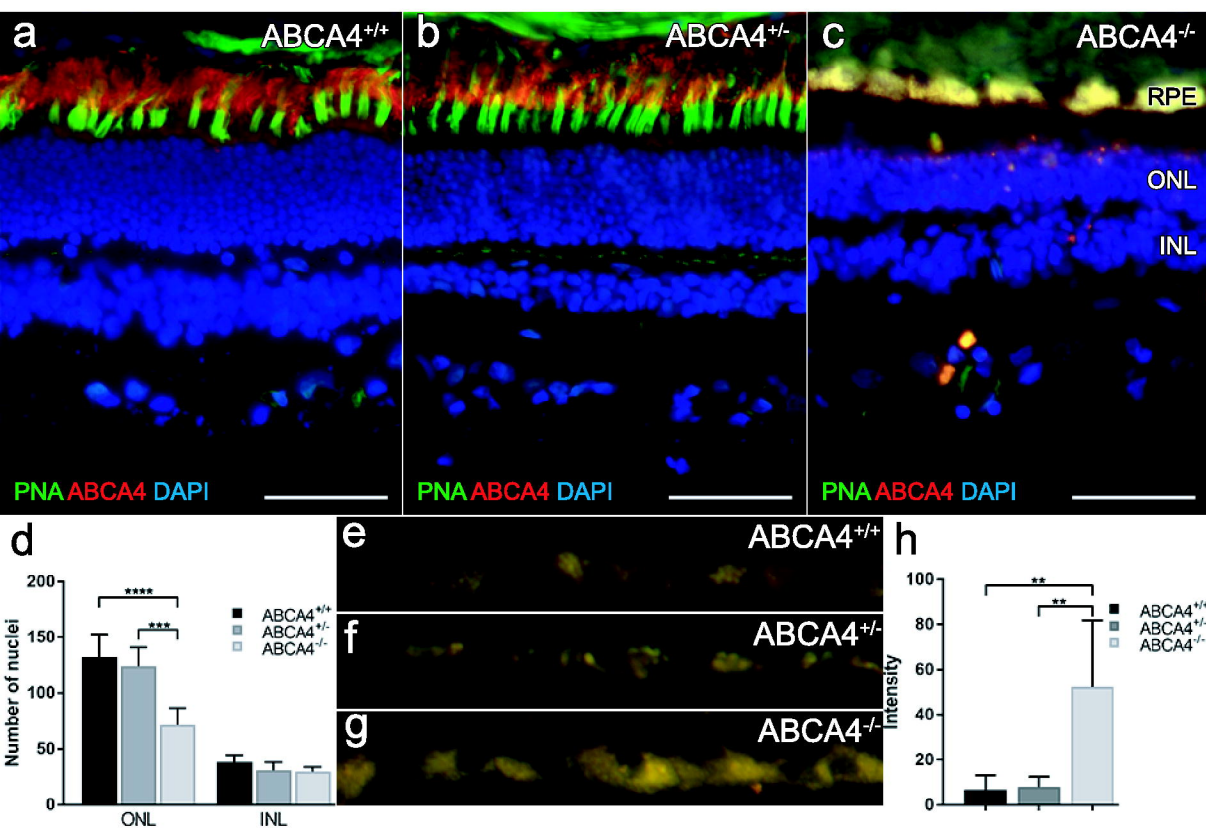 a ABCA4+/+
b ABCA4+/-
c ABCA4-/-
RPE
ONL
INL
PNA ABCA4 DAPI
PNA ABCA4 DAPI
PNA ABCA4 DAPI
d
Number of nuclei
200
150
100
50
0
****
***
ABCA4+/+
ABCA4+/-
ABCA4-/-
ONL INL
e ABCA4+/+
f ABCA4+/-
g ABCA4-/-
h
Intensity
100
80
60
40
20
0
**
**
ABCA4+/+
ABCA4+/-
ABCA4-/-